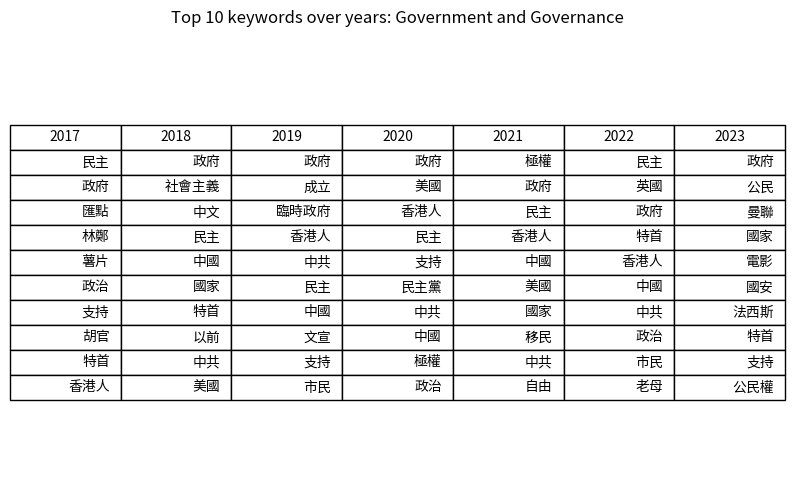 Top 10 keywords over years: Government and Governance
2017 2018 2019 2020 2021 2022 2023
民主 政府 政府 政府 極權 民主 政府
政府 社會主義 成立 美國 政府 英國 公民
匯點 中文 臨時政府 香港人 民主 政府 曼聯
林鄭 民主 香港人 民主 香港人 特首 國家
薯片 中國 中共 支持 中國 香港人 電影
政治 國家 民主 民主黨 美國 中國 國安
支持 特首 中國 中共 國家 中共 法西斯
胡官 以前 文宣 中國 移民 政治 特首
特首 中共 支持 極權 中共 市民 支持
香港人 美國 市民 政治 自由 老母 公民權